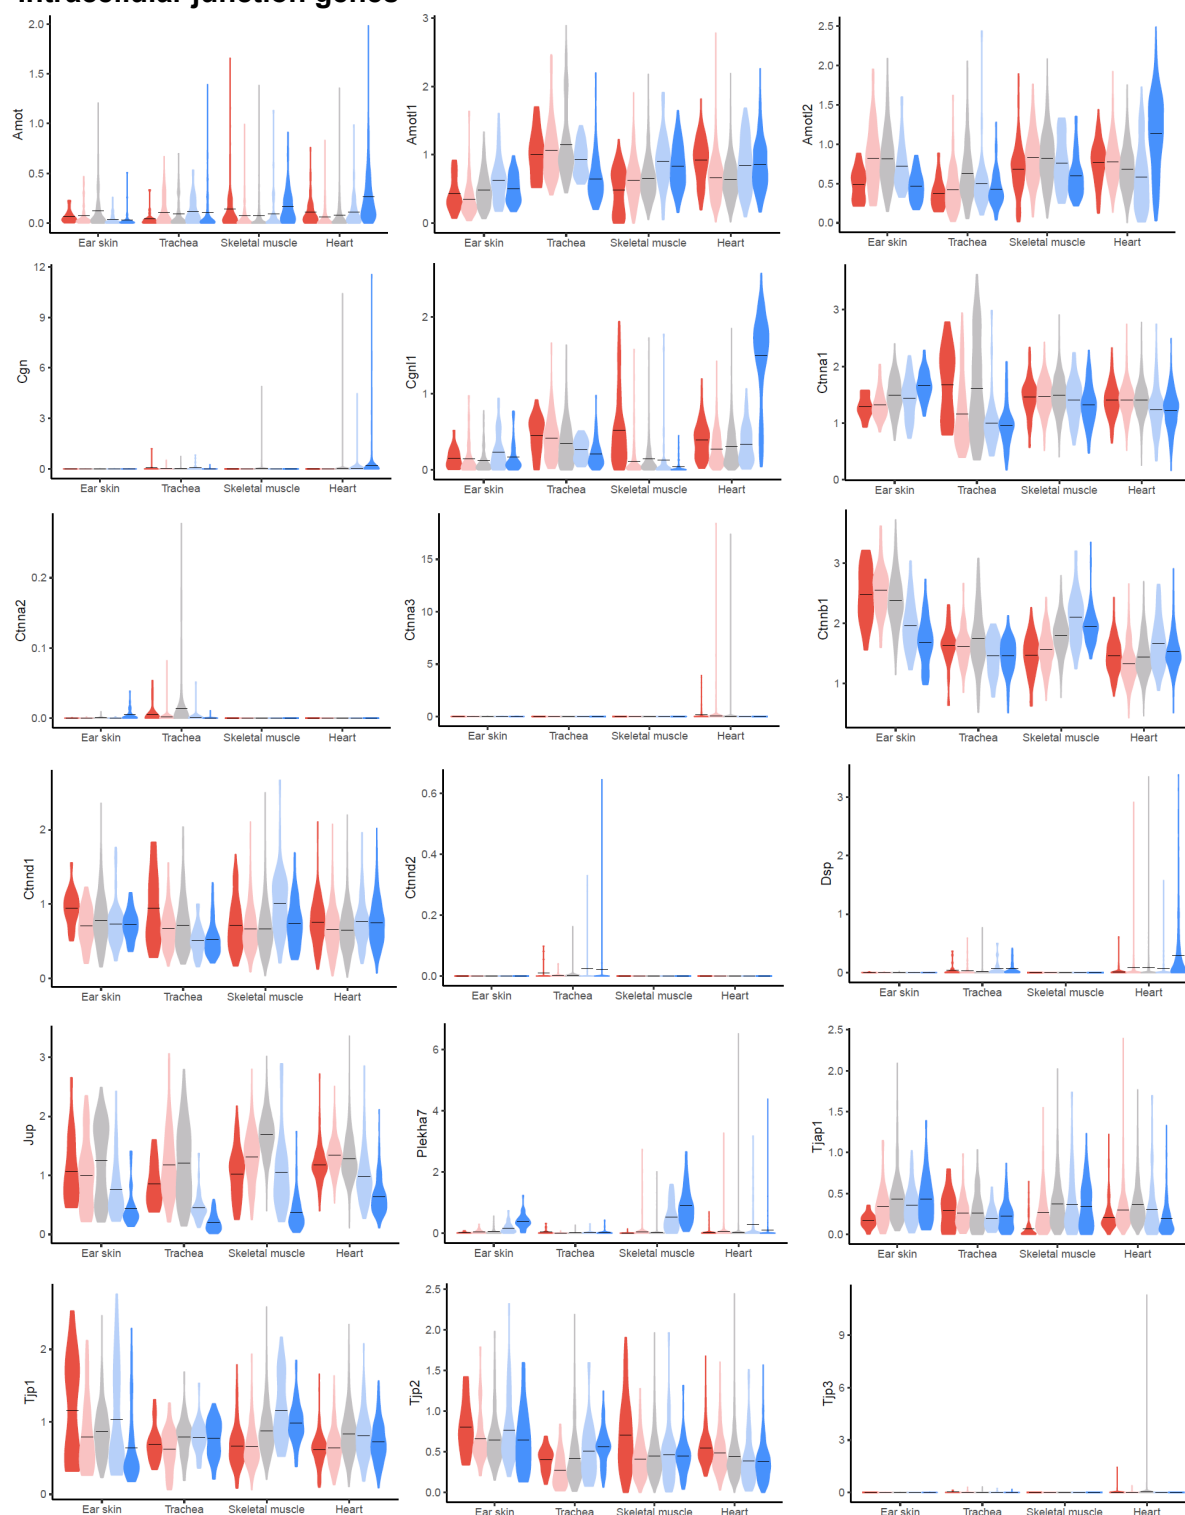 Intracellular junction genes
2.0
1.5
1.0
0.5
0.0
Amot
Ear skin Trachea Skeletal muscle Heart
3
2
1
0
Amotl1
Ear skin Trachea Skeletal muscle Heart
2.5
2.0
1.5
1.0
0.5
0.0
Amotl2
Ear skin Trachea Skeletal muscle Heart
12
9
6
3
0
Cgn
Ear skin Trachea Skeletal muscle Heart
2
1
0
Cgnl1
Ear skin Trachea Skeletal muscle Heart
3
2
1
0
Ctnna1
Ear skin Trachea Skeletal muscle Heart
0.2
0.1
0.0
Ctnna2
Ear skin Trachea Skeletal muscle Heart
15
10
5
0
Ctnna3
Ear skin Trachea Skeletal muscle Heart
3
2
1
Ctnnb1
Ear skin Trachea Skeletal muscle Heart
2
1
0
Ctnnd1
Ear skin Trachea Skeletal muscle Heart
0.6
0.4
0.2
0.0
Ctnnd2
Ear skin Trachea Skeletal muscle Heart
3
2
1
0
Dsp
Ear skin Trachea Skeletal muscle Heart
3
2
1
0
Jup
Ear skin Trachea Skeletal muscle Heart
6
4
2
0
Plekha7
Ear skin Trachea Skeletal muscle Heart
2.5
2.0
1.5
1.0
0.5
0.0
Tjap1
Ear skin Trachea Skeletal muscle Heart
2
1
0
Tjp1
Ear skin Trachea Skeletal muscle Heart
2.5
2.0
1.5
1.0
0.5
0.0
Tjp2
Ear skin Trachea Skeletal muscle Heart
9
6
3
0
Tjp3
Ear skin Trachea Skeletal muscle Heart